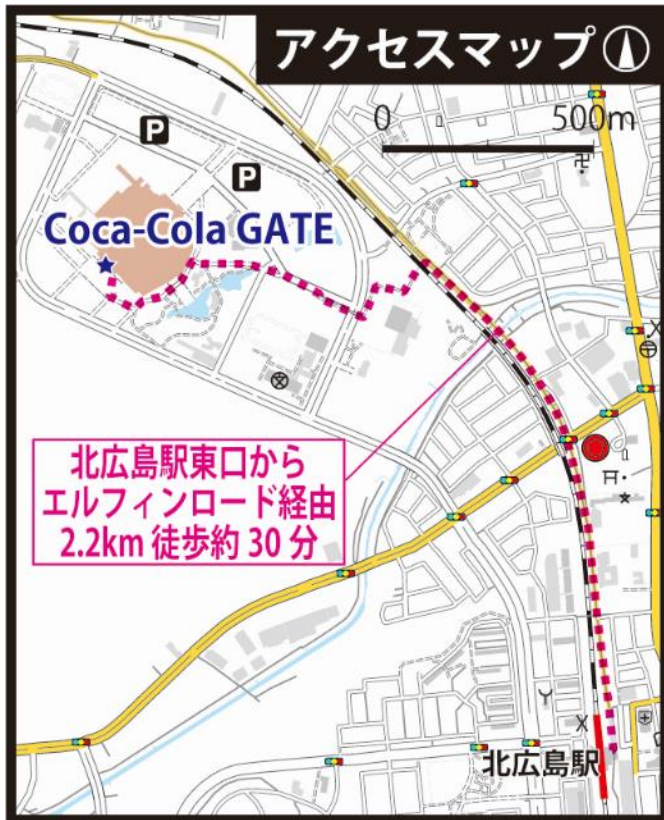 アクセスマップ
0 500m
P
P
Coca-Cola GATE
北広島駅東口から
エルフィンロード経由
2.2km 徒歩約 30 分
北広島駅